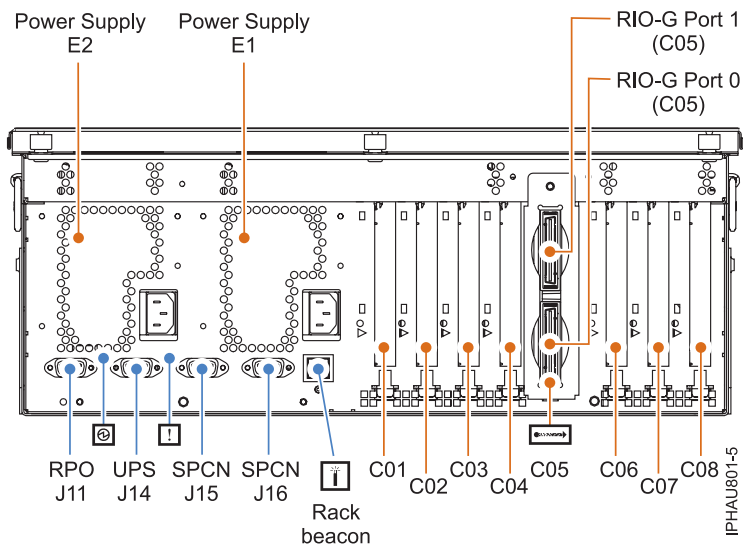 Power Supply
E2
Power Supply
E1
RIO-G Port 1
(C05)
RIO-G Port 0
(C05)
RPO
J11
UPS
J14
!
SPCN
J15
SPCN
J16
Rack
beacon
C01
C02
C03
C04
C05
C06
C07
C08
IPHAU801-5